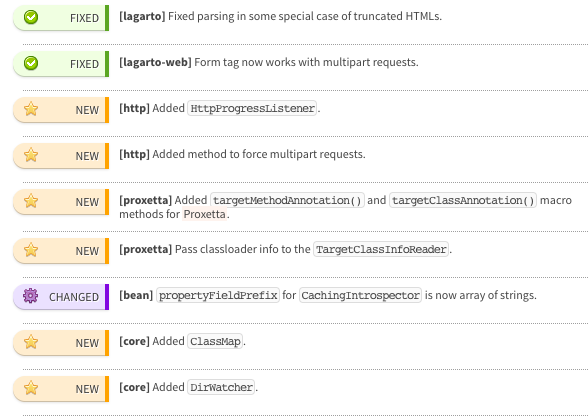 FIXED [lagarto] Fixed parsing in some special case of truncated HTMLs.
FIXED [lagarto-web] Form tag now works with multipart requests.
NEW [http] Added HttpProgressListener.
NEW [http] Added method to force multipart requests.
NEW [proxetta] Added targetMethodAnnotation() and targetClassAnnotation() macro
methods for Proxetta.
NEW [proxetta] Pass classloader info to the TargetClassInfoReader.
CHANGED [bean] propertyFieldPrefix for CachingIntrospector is now array of strings.
NEW [core] Added ClassMap.
NEW [core] Added DirWatcher.